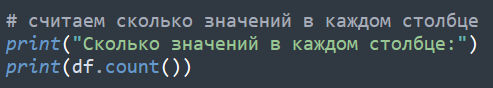 # считаем сколько значений в каждом столбце
print("Сколько значений в каждом столбце:")
print(df.count())